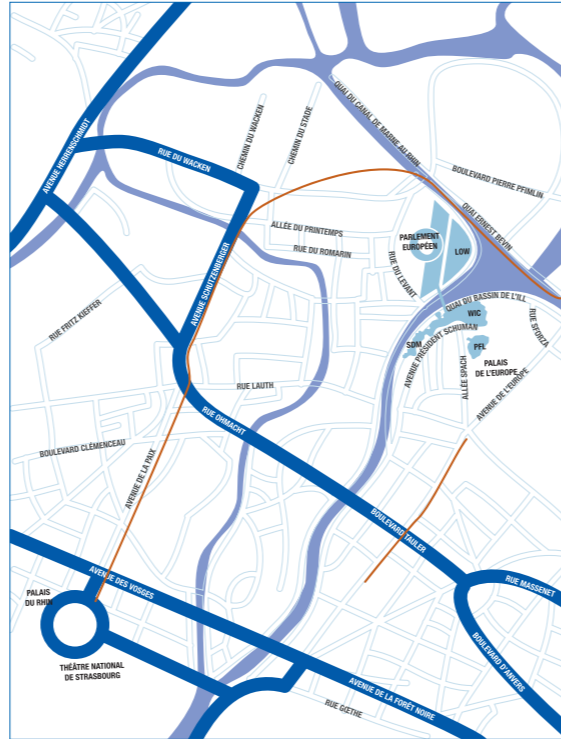 QUAI DU CANAL DE MARNE AU RHIN
CHEMIN DU WACKEN
CHEMIN DU STADE
AVENUE HERRENSCHMIDT
RUE DU WACKEN
BOULEVARD PIERRE PFIMLIN
QUAI ERNEST BEVIN
ALLÉE DU PRINTEMPS
RUE DU ROMARIN
PARLEMENT
EUROPÉEN
LOW
RUE DU LEVANT
AVENUE SCHUTZENBERGER
QUAI DU BASSIN DE L'ILL
WIC
RUE SFORZA
RUE FRITZ KIEFFER
SDM
AVENUE PRÉSIDENT SCHUMAN
PFL
PALAIS
DE L'EUROPE
ALLÉE SPACH
AVENUE DE L'EUROPE
RUE LAUTH
RUE OHMACHT
BOULEVARD CLÉMENCEAU
AVENUE DE LA PAIX
BOULEVARD TAULER
AVENUE DES VOSGES
RUE MASSENET
PALAIS
DU RHIN
BOULEVARD D'ANVERS
THÉÂTRE NATIONAL
DE STRASBOURG
AVENUE DE LA FORÊT NOIRE
RUE GŒTHE